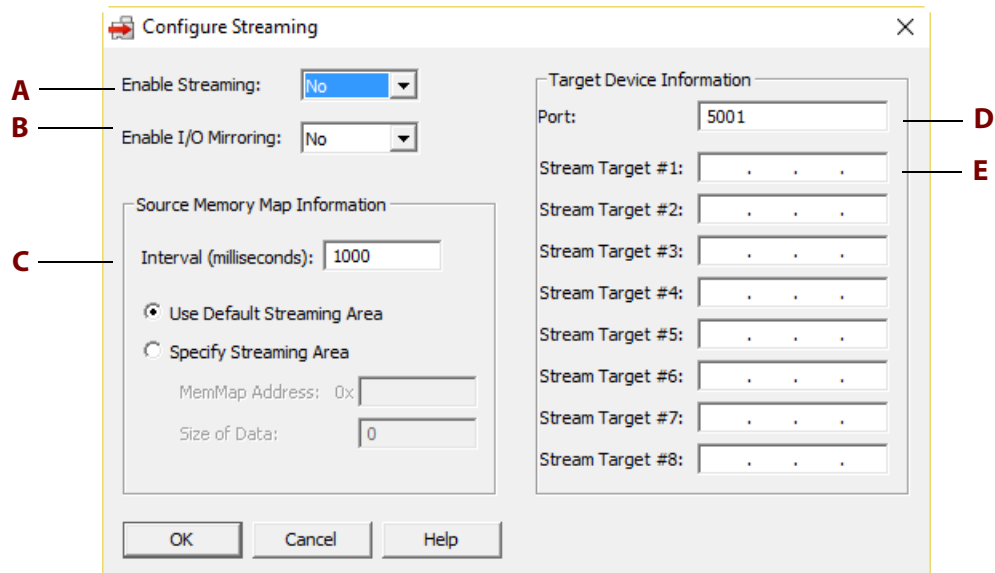 Configure Streaming
A
Enable Streaming: No
B
Enable I/O Mirroring: No
Source Memory Map Information
C
Interval (milliseconds): 1000
Use Default Streaming Area
Specify Streaming Area
MemMap Address: 0x
Size of Data: 0
Target Device Information
Port: 5001
D
Stream Target #1: . . .
E
Stream Target #2: . . .
Stream Target #3: . . .
Stream Target #4: . . .
Stream Target #5: . . .
Stream Target #6: . . .
Stream Target #7: . . .
Stream Target #8: . . .
OK Cancel Help